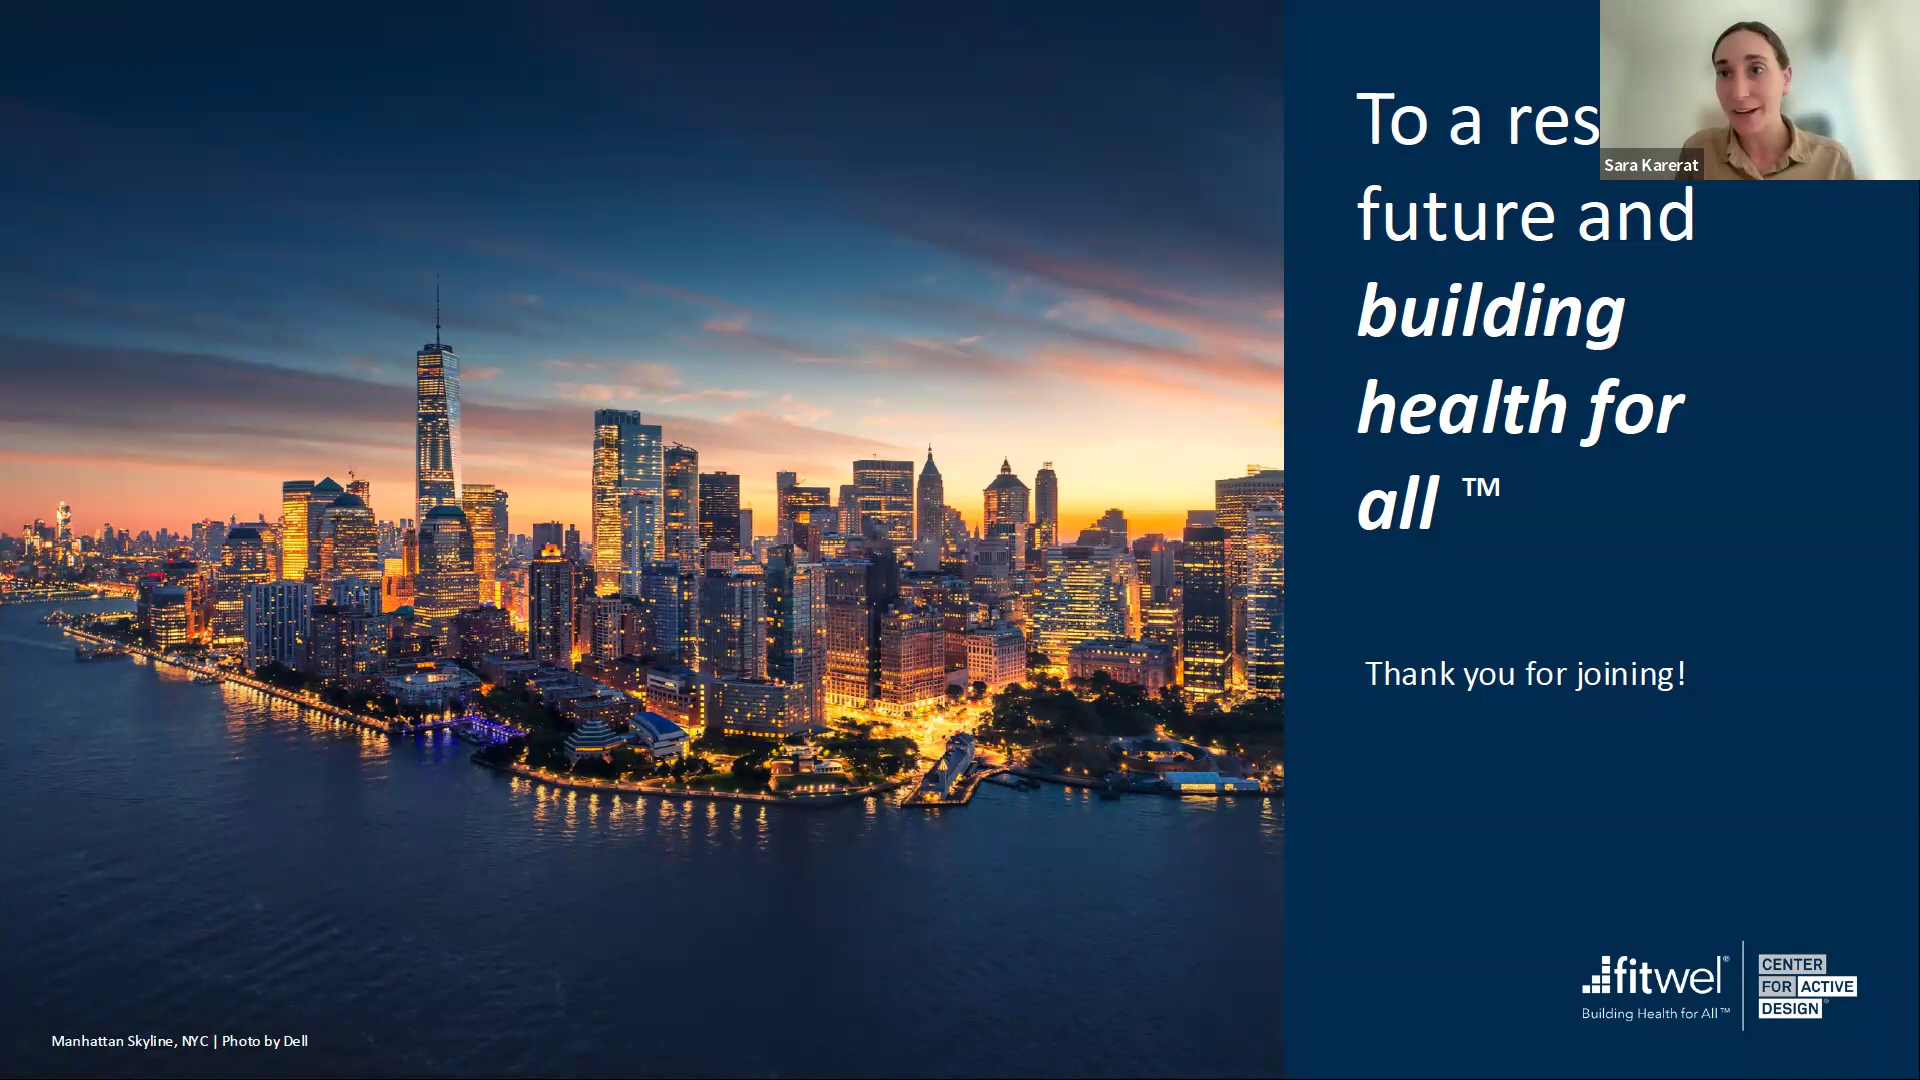 To a res
future and
building
health for
all ™
Sara Karerat
Thank you for joining!
fitwel®
Building Health for All™
CENTER
FOR ACTIVE
DESIGN®
Manhattan Skyline, NYC | Photo by Dell